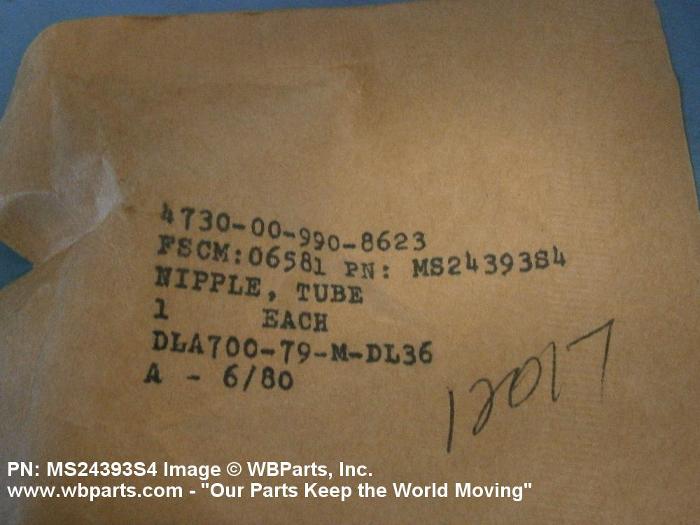 4730-00-990-8623
FSCM:06581 PN: MS24393S4
NIPPLE, TUBE
1 EACH
DLA700-79-M-DL36
A - 6/80
PN: MS24393S4 Image © WBParts, Inc.
www.wbparts.com - "Our Parts Keep the World Moving"